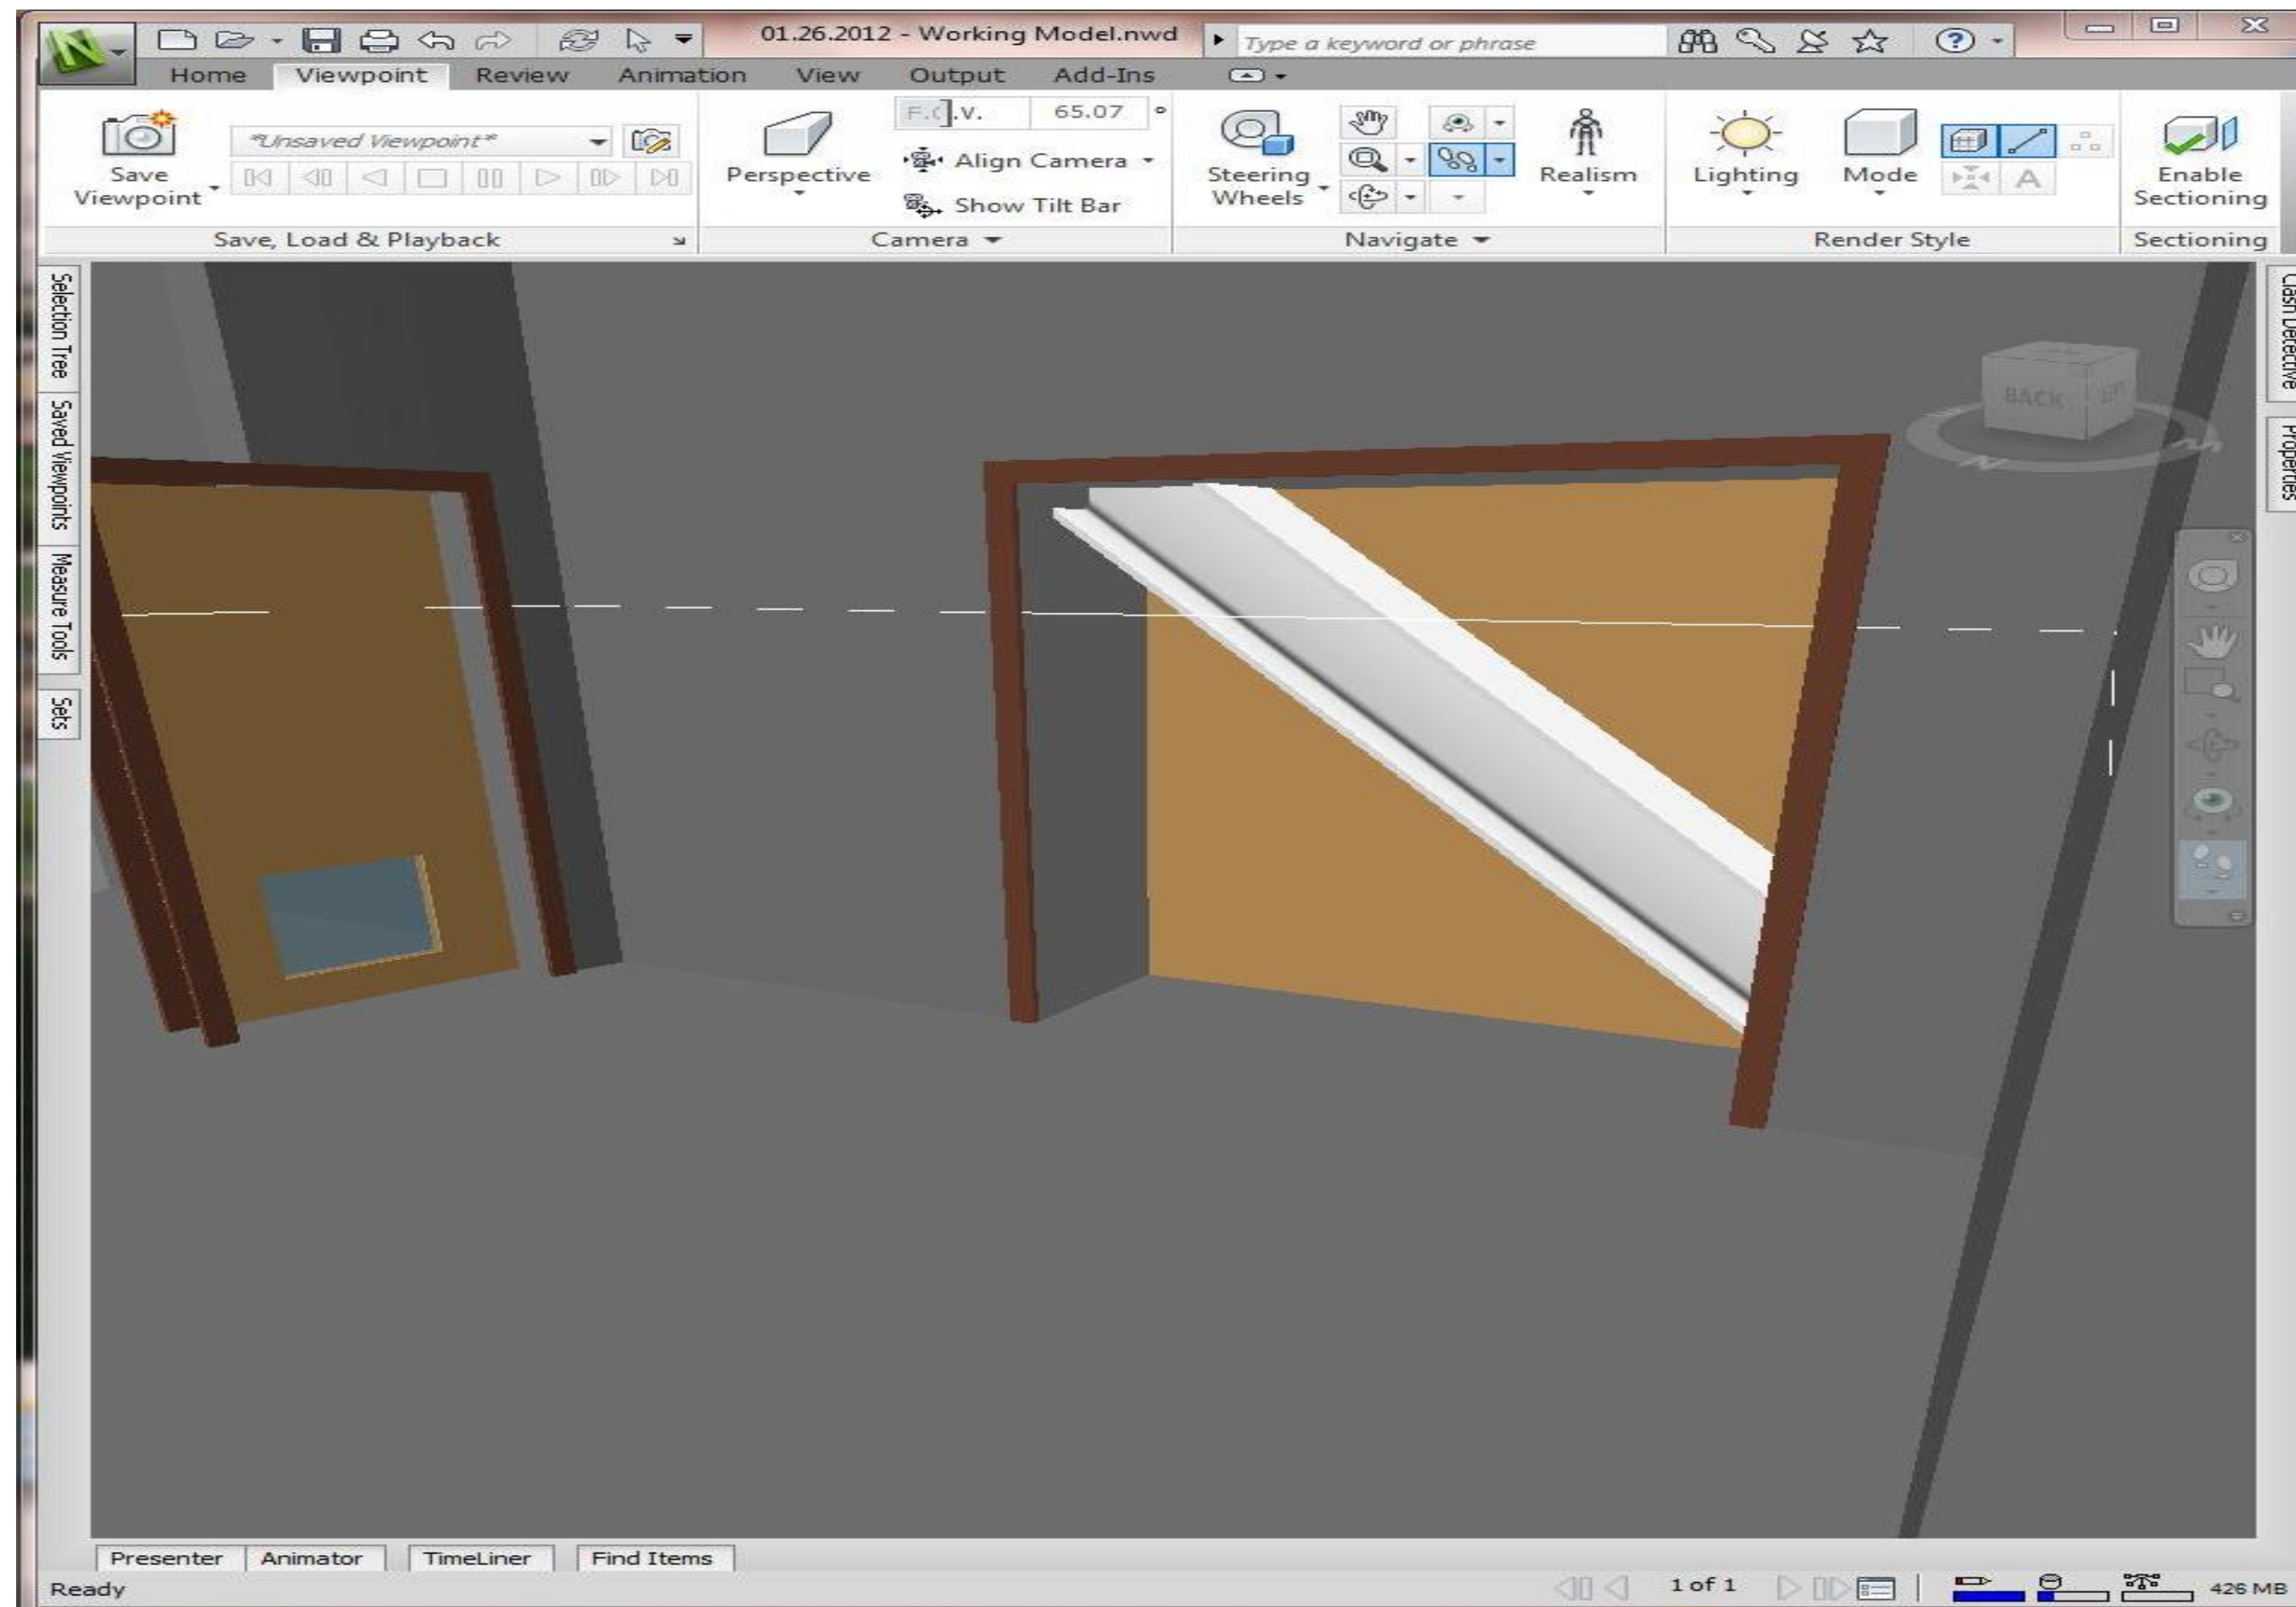 01.26.2012 - Working Model.nwd
Type a keyword or phrase
Home Viewpoint Review Animation View Output Add-Ins
Save Viewpoint
*Unsaved Viewpoint*
Save, Load & Playback
Perspective
F.O.V. 65.07 °
Align Camera
Show Tilt Bar
Camera
Steering Wheels
Realism
Navigate
Lighting
Mode
A
Render Style
Enable Sectioning
Sectioning
Selection Tree
Saved Viewpoints
Measure Tools
Sets
BACK
N
Clash Detective
Properties
Presenter Animator TimeLiner Find Items
Ready
1 of 1
426 MB